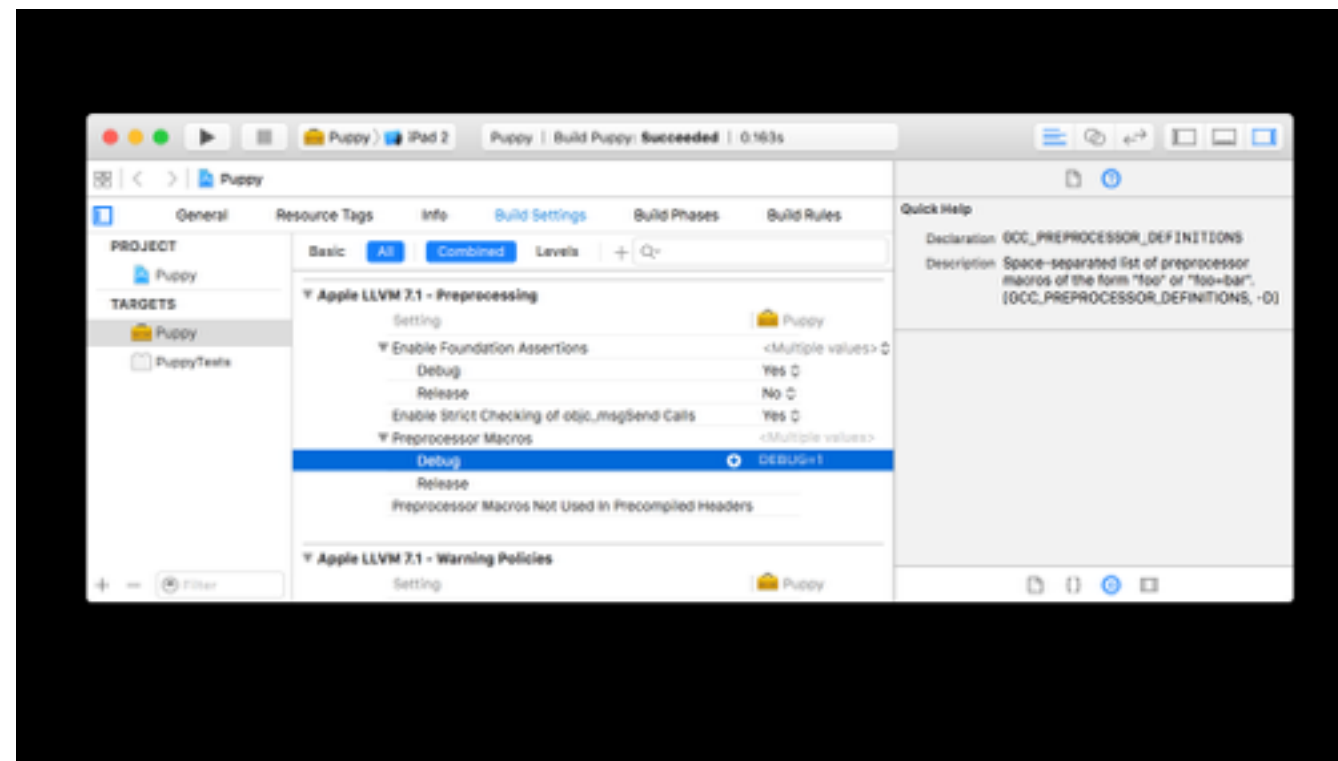 Puppy 〉 iPad 2
Puppy | Build Puppy: Succeeded | 0.163s
Puppy
General Resource Tags Info Build Settings Build Phases Build Rules
PROJECT
Puppy
TARGETS
Puppy
PuppyTests
Filter
Basic All Combined Levels
Apple LLVM 7.1 - Preprocessing
Setting Puppy
Enable Foundation Assertions <Multiple values>
Debug Yes
Release No
Enable Strict Checking of objc_msgSend Calls Yes
Preprocessor Macros <Multiple values>
Debug DEBUG=1
Release
Preprocessor Macros Not Used In Precompiled Headers
Apple LLVM 7.1 - Warning Policies
Setting Puppy
Quick Help
Declaration GCC_PREPROCESSOR_DEFINITIONS
Description Space-separated list of preprocessor
macros of the form "foo" or "foo=bar".
[GCC_PREPROCESSOR_DEFINITIONS, -D]